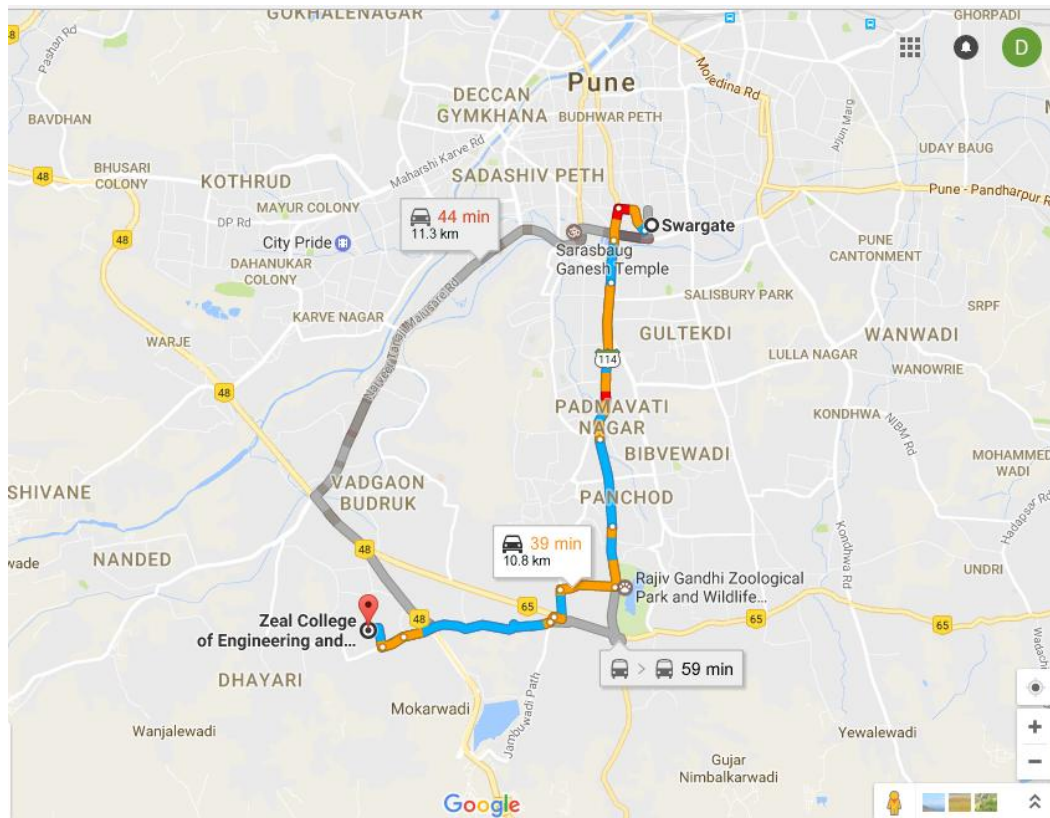 GOKHALENAGAR
GHORPADI
48
Pashan Rd
D
Moledina Rd
Pune
DECCAN
GYMKHANA
BUDHWAR PETH
Arjun Marg
BAVDHAN
UDAY BAUG
Maharshi Karve Rd
BHUSARI
COLONY
48
KOTHRUD
SADASHIV PETH
Pune - Pandharpur R
MAYUR COLONY
DP Rd
44 min
11.3 km
Swargate
48
City Pride
Sarasbaug
Ganesh Temple
PUNE
CANTONMENT
DAHANUKAR
COLONY
SALISBURY PARK
SRPF
KARVE NAGAR
GULTEKDI
WANWADI
WARJE
114
LULLA NAGAR
WANOWRIE
48
PADMAVATI
NAGAR
KONDHWA
NIBM Rd
BIBVEWADI
MOHAMMED
WADI
SHIVANE
VADGAON
BUDRUK
PANCHOD
Hadapsar Rd
NANDED
wade
48
39 min
10.8 km
Kondhwa Rd
UNDRI
Rajiv Gandhi Zoological
Park and Wildlife...
65
48
65
65
Zeal College
of Engineering and...
59 min
DHAYARI
Mokarwadi
Jambuwadi Path
Wanjalewadi
Yewalewadi
Gujar
Nimbalkarwadi
Google